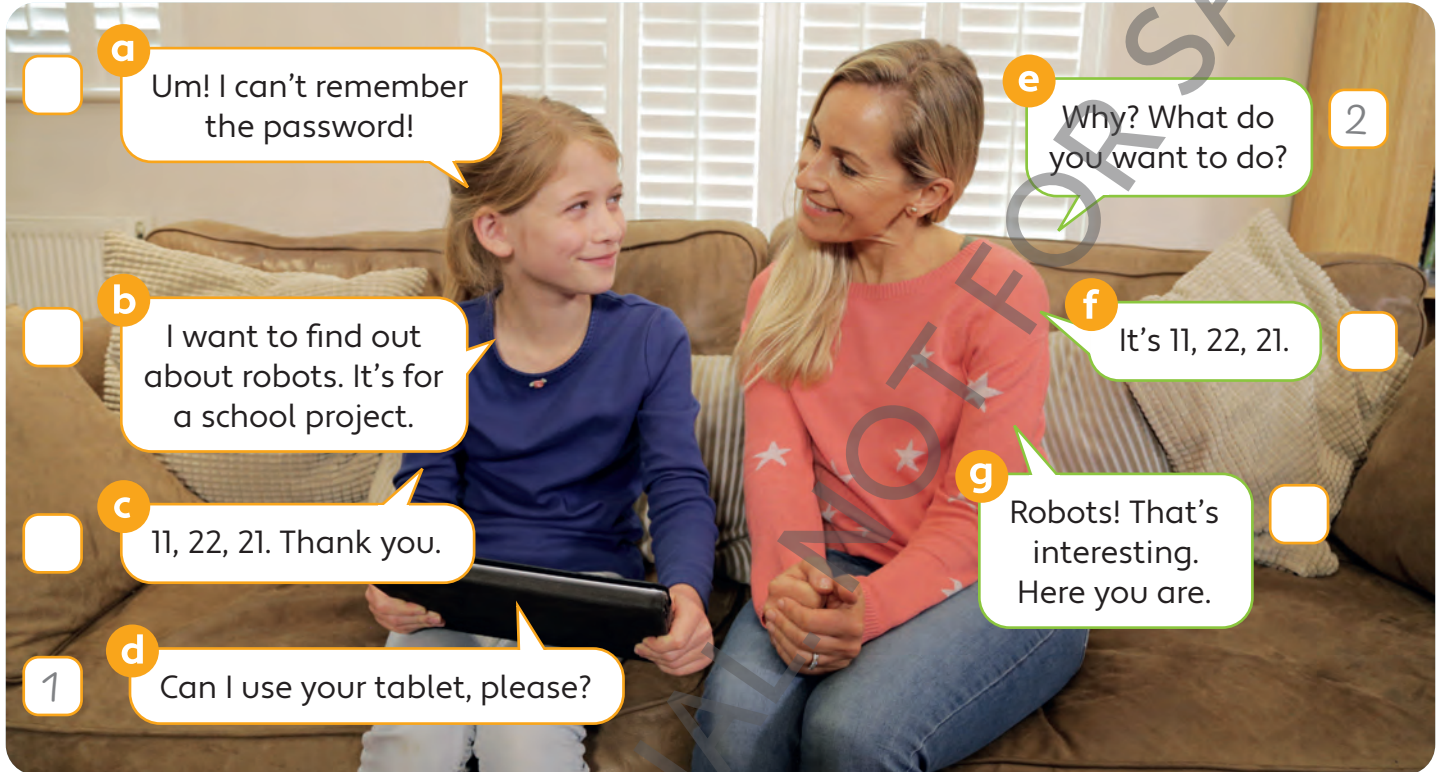 a
Um! I can't remember
the password!
b
I want to find out
about robots. It's for
a school project.
c
11, 22, 21. Thank you.
1
d
Can I use your tablet, please?
e
Why? What do
you want to do?
2
f
It's 11, 22, 21.
g
Robots! That's
interesting.
Here you are.
NOT FOR